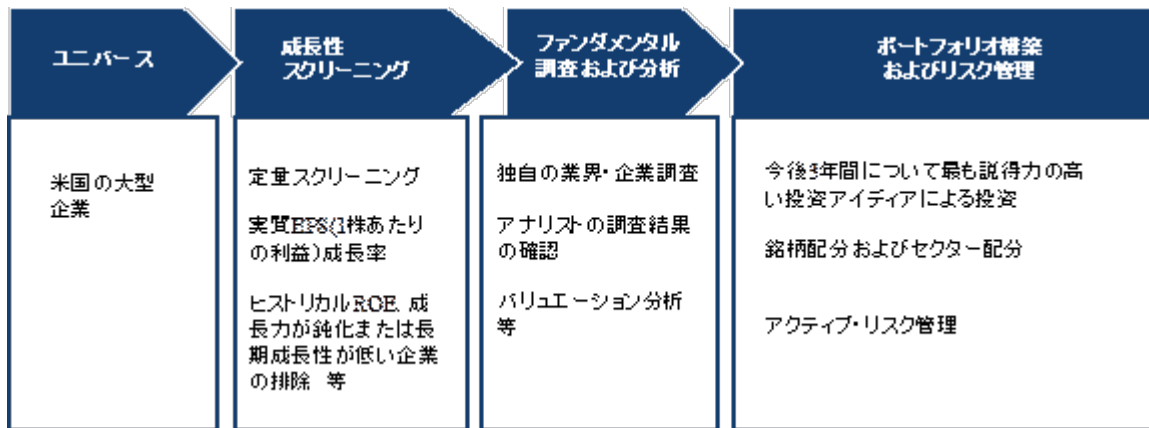 ユニバース
成長性
スクリーニング
ファンダメンタル
調査および分析
ポートフォリオ構築
およびリスク管理
米国の大型
企業
定量スクリーニング
実質EPS(1株あたり
の利益)成長率
ヒストリカルROE、成
長力が鈍化または長
期成長性が低い企業
の排除 等
独自の業界・企業調査
アナリストの調査結果
の確認
バリュエーション分析
等
今後3年間について最も説得力の高
い投資アイディアによる投資
銘柄配分およびセクター配分
アクティブ・リスク管理